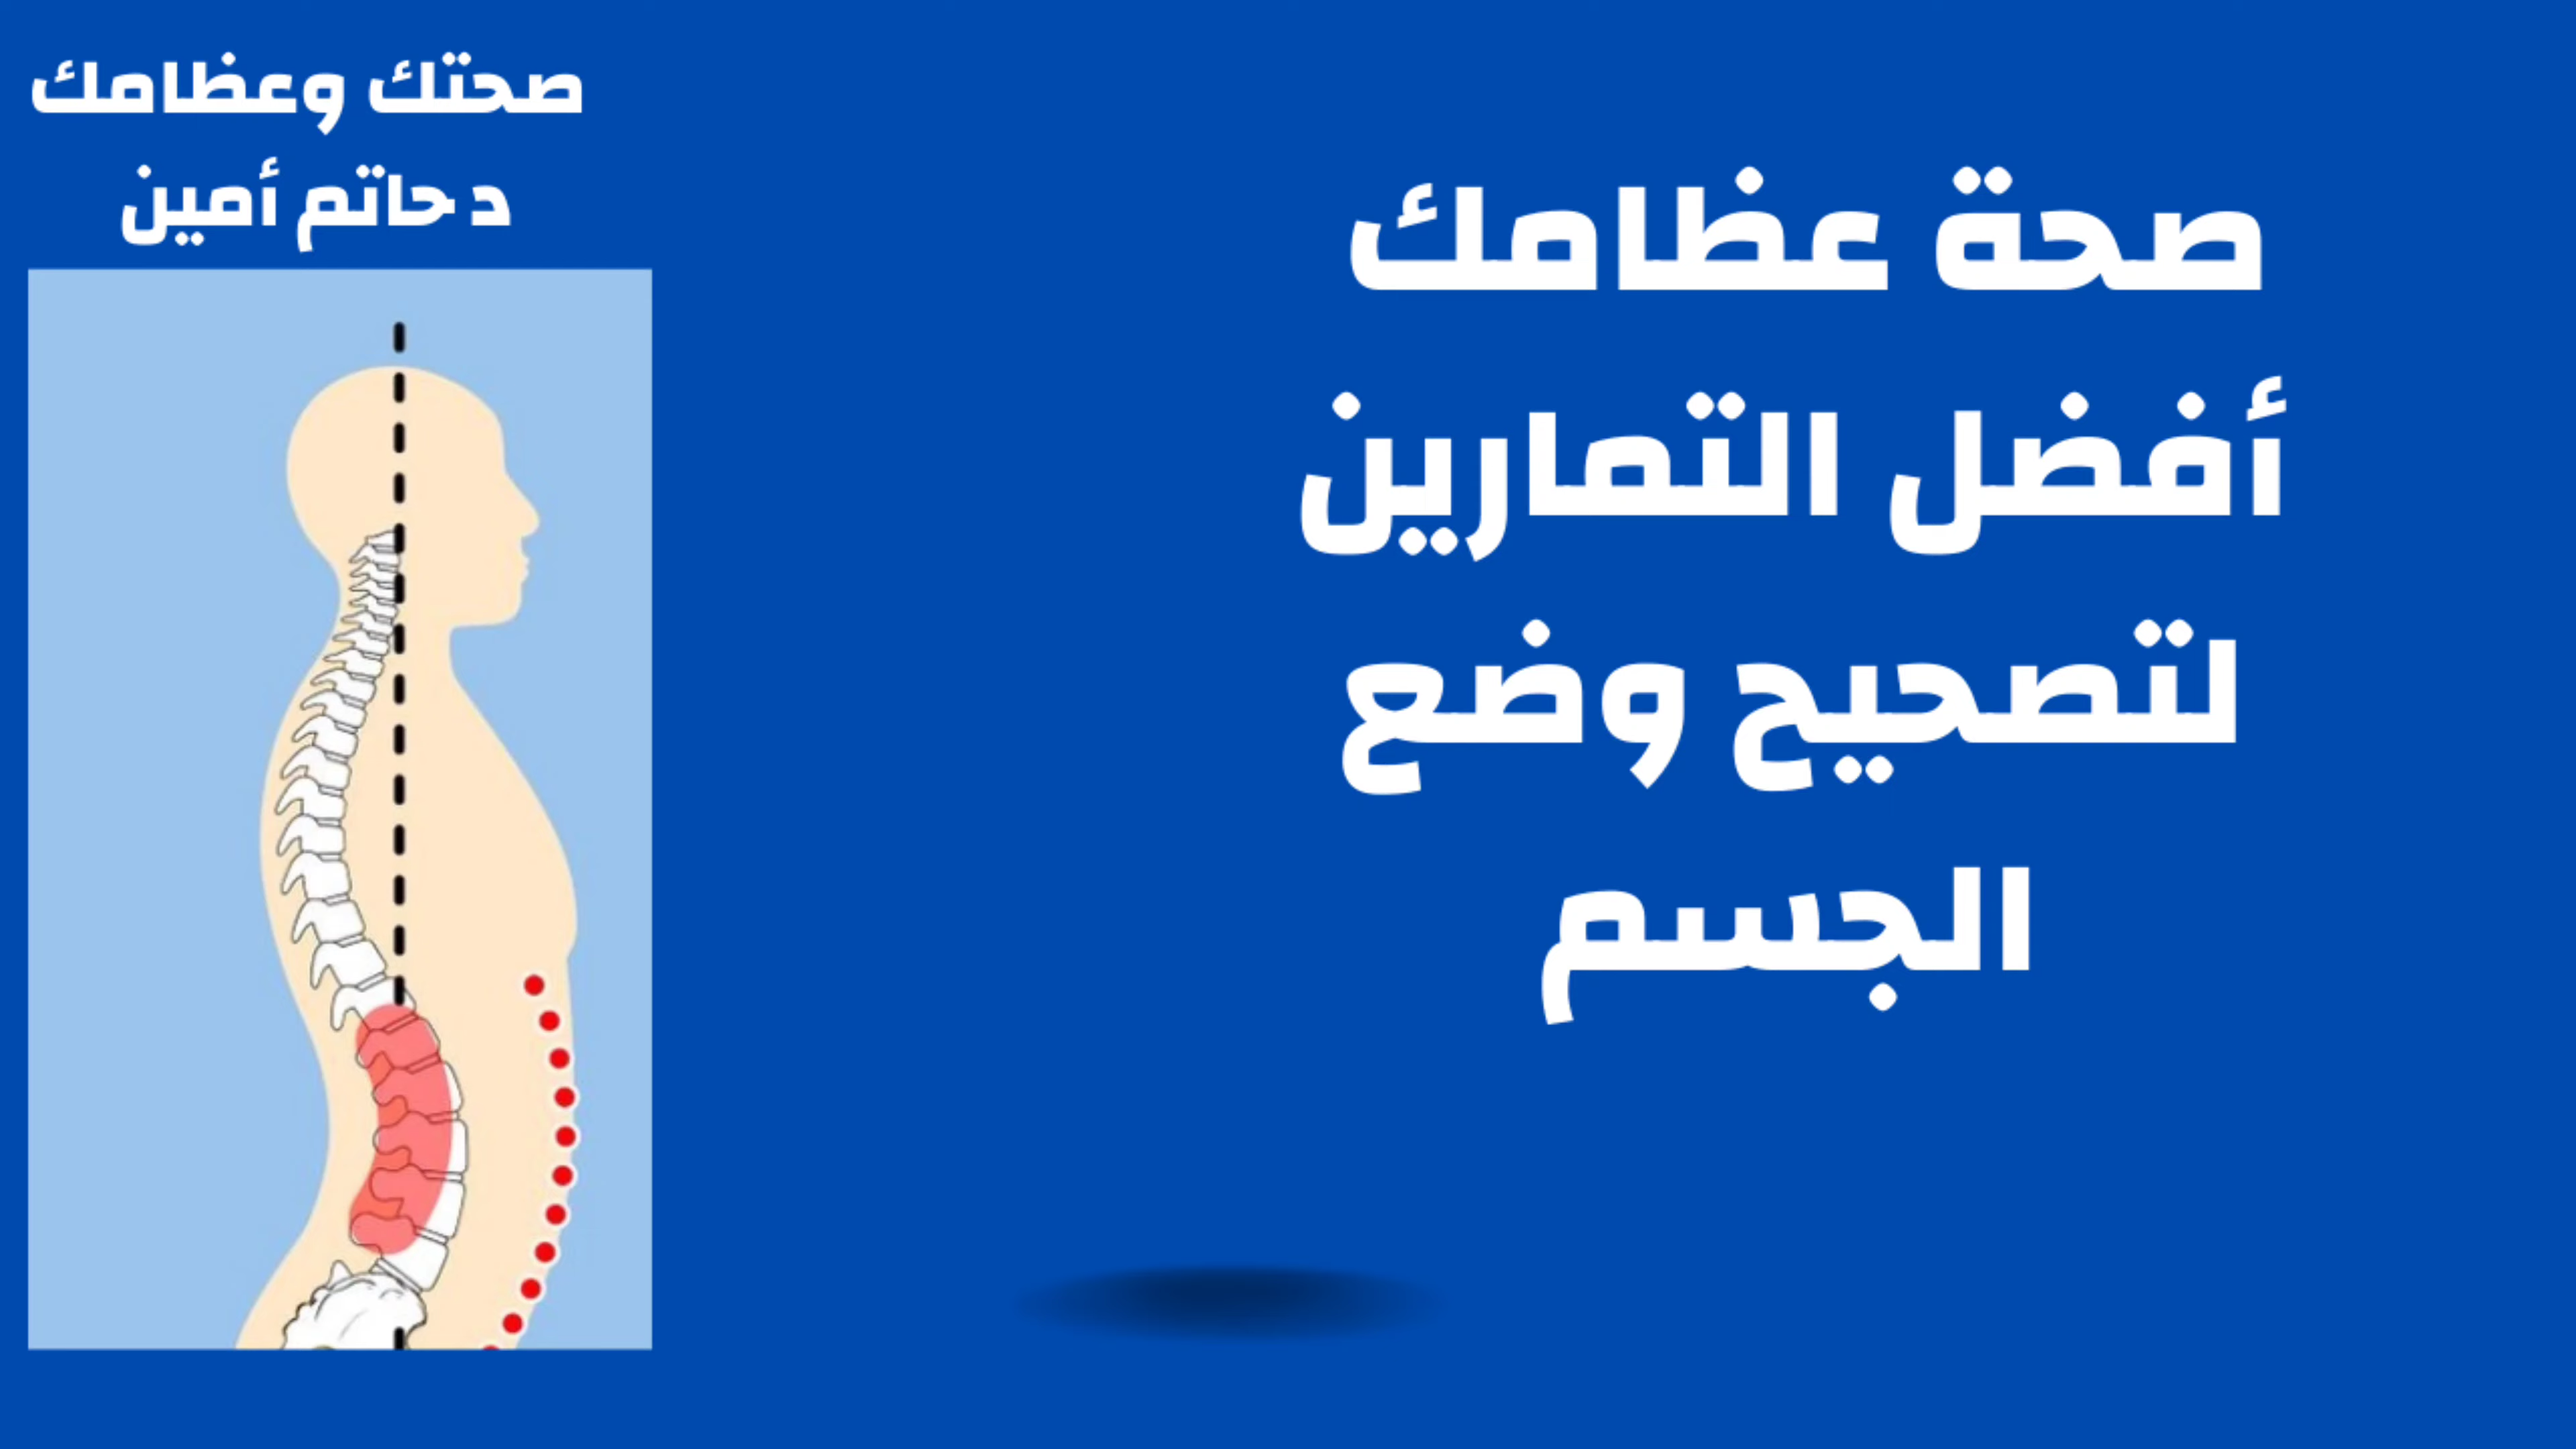 صحتك وعظامك
د حاتم أمين
صحة عظامك
أفضل التمارين
لتصحيح وضع
الجسم